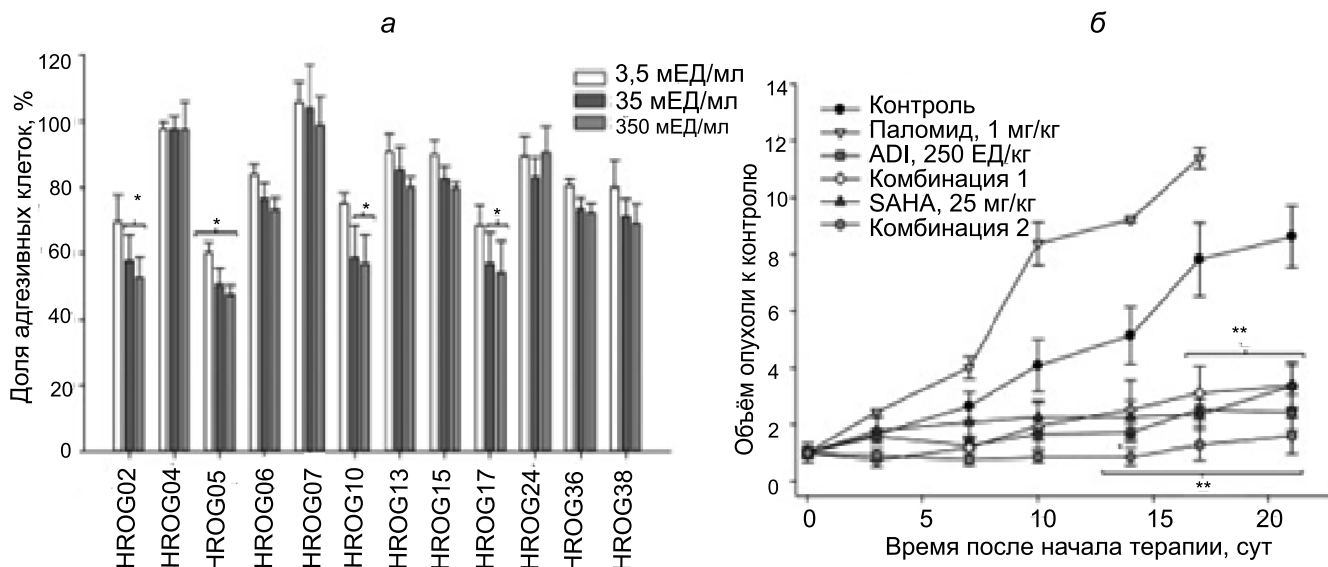 а
Доля адгезивных клеток, %
120
100
80
60
40
20
0
3,5 мЕД/мл
35 мЕД/мл
350 мЕД/мл
*
*
*
*
HROG02
HROG04
HROG05
HROG06
HROG07
HROG10
HROG13
HROG15
HROG17
HROG24
HROG36
HROG38
б
Объём опухоли к контролю
14
12
10
8
6
4
2
0
Контроль
Паломид, 1 мг/кг
ADI, 250 ЕД/кг
Комбинация 1
SAHA, 25 мг/кг
Комбинация 2
**
**
0
5
10
15
20
Время после начала терапии, сут